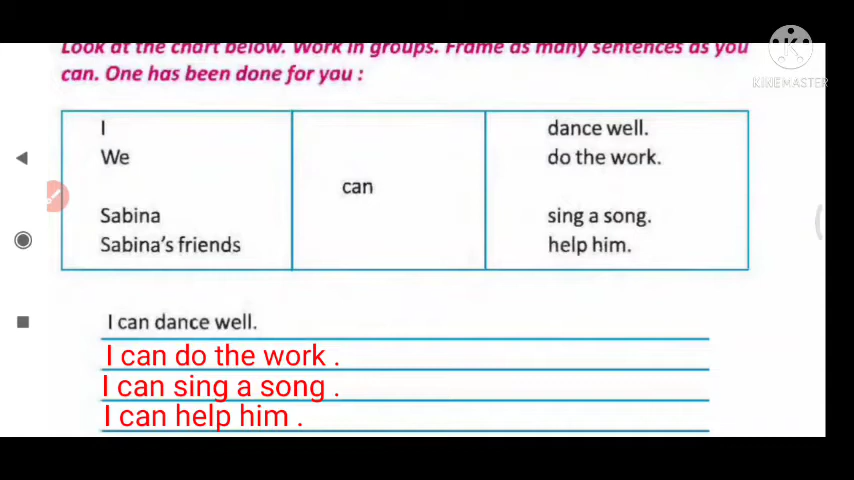 Look at the chart below. Work in groups. Frame as many sentences as you
can. One has been done for you :
KINEMASTER
I can dance well.
We do the work.
can
Sabina sing a song.
Sabina's friends help him.
I can dance well.
I can do the work .
I can sing a song .
I can help him .